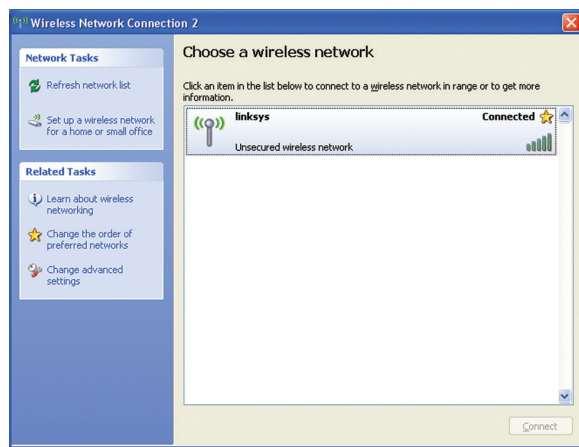 Wireless Network Connection 2
Network Tasks
Refresh network list
Set up a wireless network
for a home or small office
Related Tasks
Learn about wireless
networking
Change the order of
preferred networks
Change advanced
settings
Choose a wireless network
Click an item in the list below to connect to a wireless network in range or to get more
information.
linksys
Connected
Unsecured wireless network
Connect